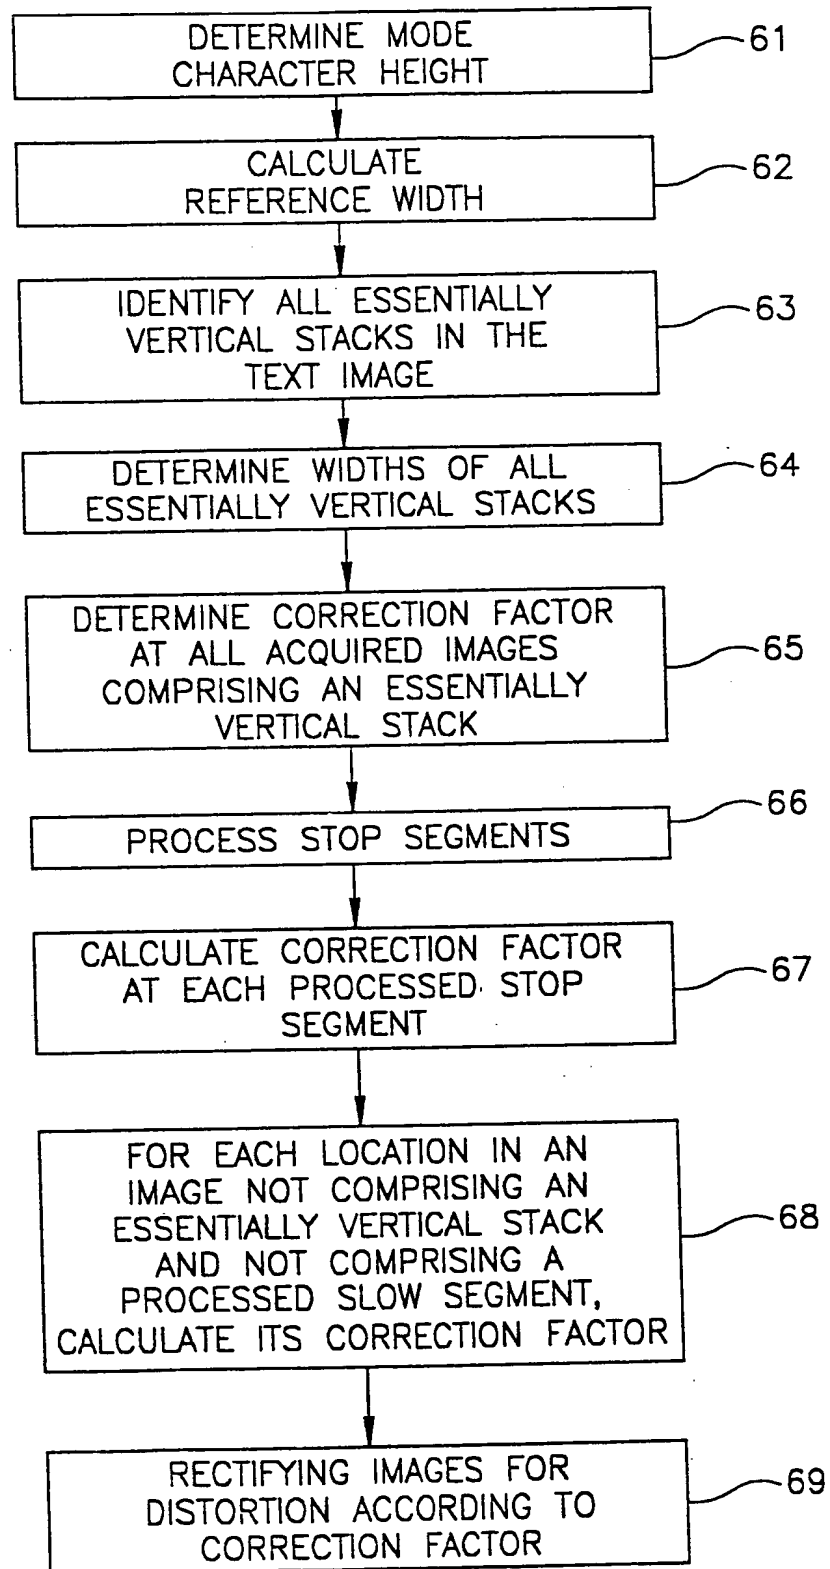 DETERMINE MODE
CHARACTER HEIGHT
61
CALCULATE
REFERENCE WIDTH
62
IDENTIFY ALL ESSENTIALLY
VERTICAL STACKS IN THE
TEXT IMAGE
63
DETERMINE WIDTHS OF ALL
ESSENTIALLY VERTICAL STACKS
64
DETERMINE CORRECTION FACTOR
AT ALL ACQUIRED IMAGES
COMPRISING AN ESSENTIALLY
VERTICAL STACK
65
PROCESS STOP SEGMENTS
66
CALCULATE CORRECTION FACTOR
AT EACH PROCESSED STOP
SEGMENT
67
FOR EACH LOCATION IN AN
IMAGE NOT COMPRISING AN
ESSENTIALLY VERTICAL STACK
AND NOT COMPRISING A
PROCESSED SLOW SEGMENT,
CALCULATE ITS CORRECTION FACTOR
68
RECTIFYING IMAGES FOR
DISTORTION ACCORDING TO
CORRECTION FACTOR
69